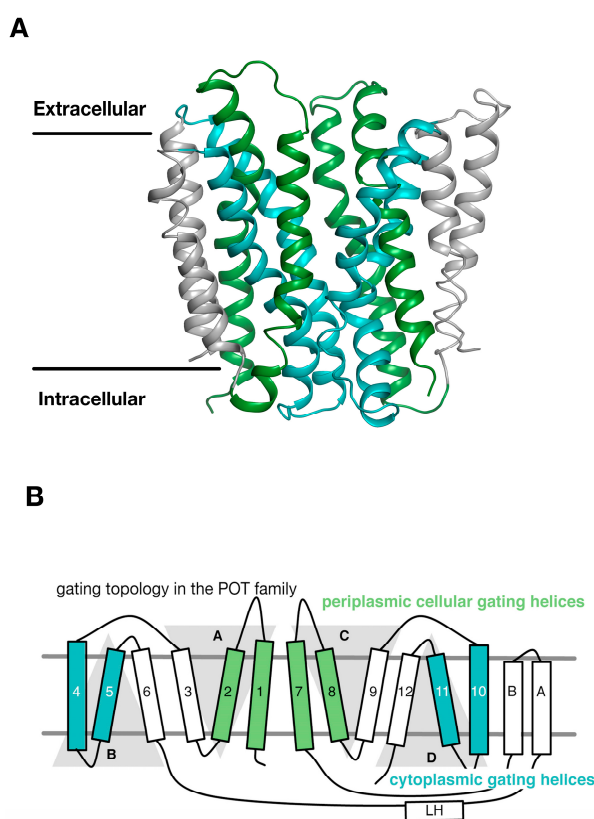 A
Extracellular
Intracellular
B
gating topology in the POT family
periplasmic cellular gating helices
A
C
4
5
6
3
2
1
7
8
9
12
11
10
B
A
B
D
cytoplasmic gating helices
LH